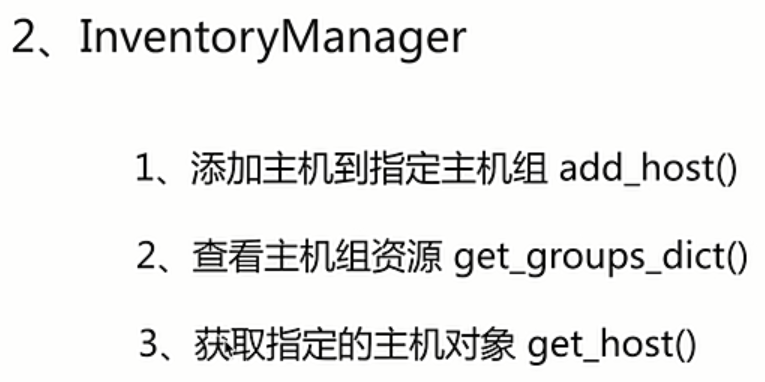 2、InventoryManager
1、添加主机到指定主机组 add_host()
2、查看主机组资源 get_groups_dict()
3、获取指定的主机对象 get_host()